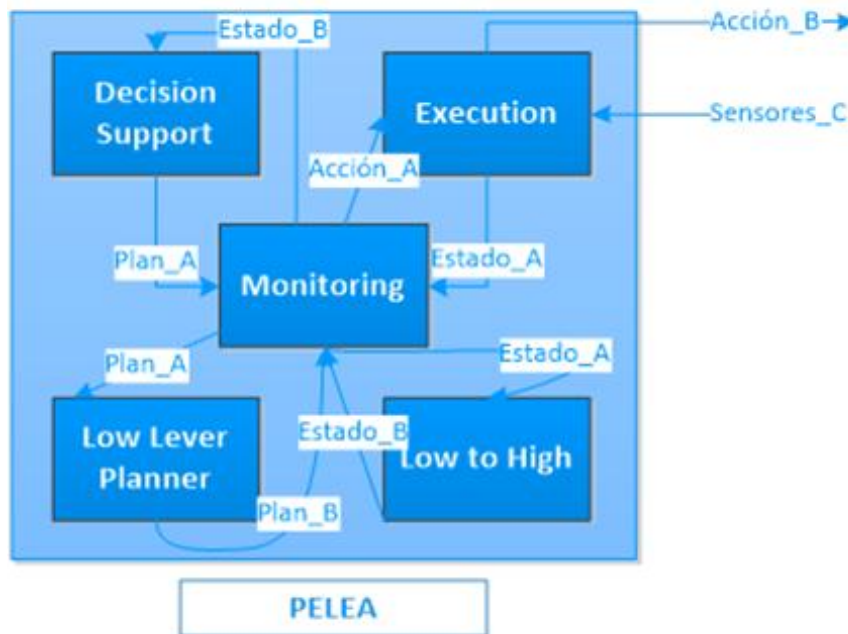 Estado_B
Acción_B
Decision
Support
Execution
Sensores_C
Acción_A
Plan_A
Monitoring
Estado_A
Plan_A
Estado_A
Low Lever
Planner
Estado_B
Low to High
Plan_B
PELEA